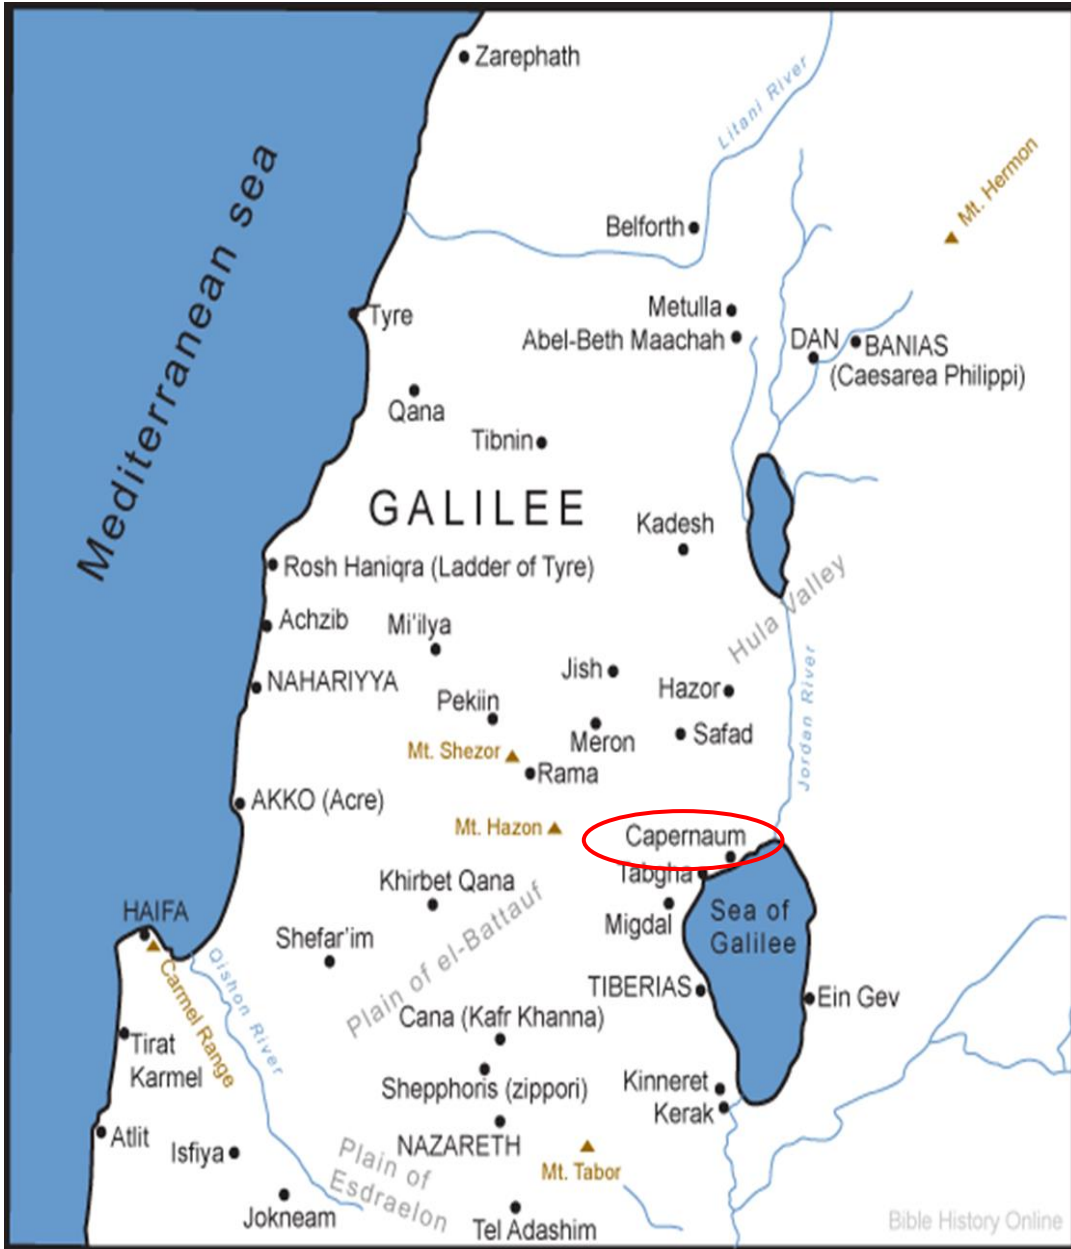 Zarephath
Litani River
Mt. Hermon
Mediterranean sea
Belforth
Metulla
Tyre
Abel-Beth Maachah
DAN
BANIAS
(Caesarea Philippi)
Qana
Tibnin
GALILEE
Kadesh
Rosh Haniqra (Ladder of Tyre)
Hula Valley
Achzib
Mi'ilya
Jish
NAHARIYYA
Hazor
Jordan River
Pekiin
Meron
Safad
Mt. Shezor
Rama
AKKO (Acre)
Mt. Hazon
Capernaum
Tabgha
Khirbet Qana
HAIFA
Migdal
Sea of
Galilee
Shefar'im
Plain of el-Battauf
Qishon River
Carmel Range
TIBERIAS
Ein Gev
Cana (Kafr Khanna)
Tirat
Karmel
Shepphoris (zippori)
Kinneret
Kerak
Atlit
Isfiya
NAZARETH
Plain of
Esdraelon
Mt. Tabor
Jokneam
Tel Adashim
Bible History Online